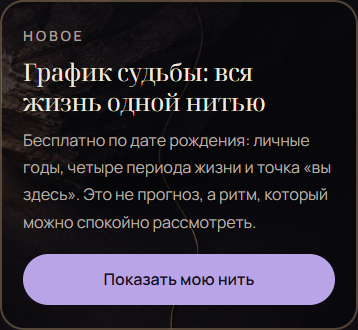 НОВОЕ
График судьбы: вся
жизнь одной нитью
Бесплатно по дате рождения: личные
годы, четыре периода жизни и точка «вы
здесь». Это не прогноз, а ритм, который
можно спокойно рассмотреть.
Показать мою нить